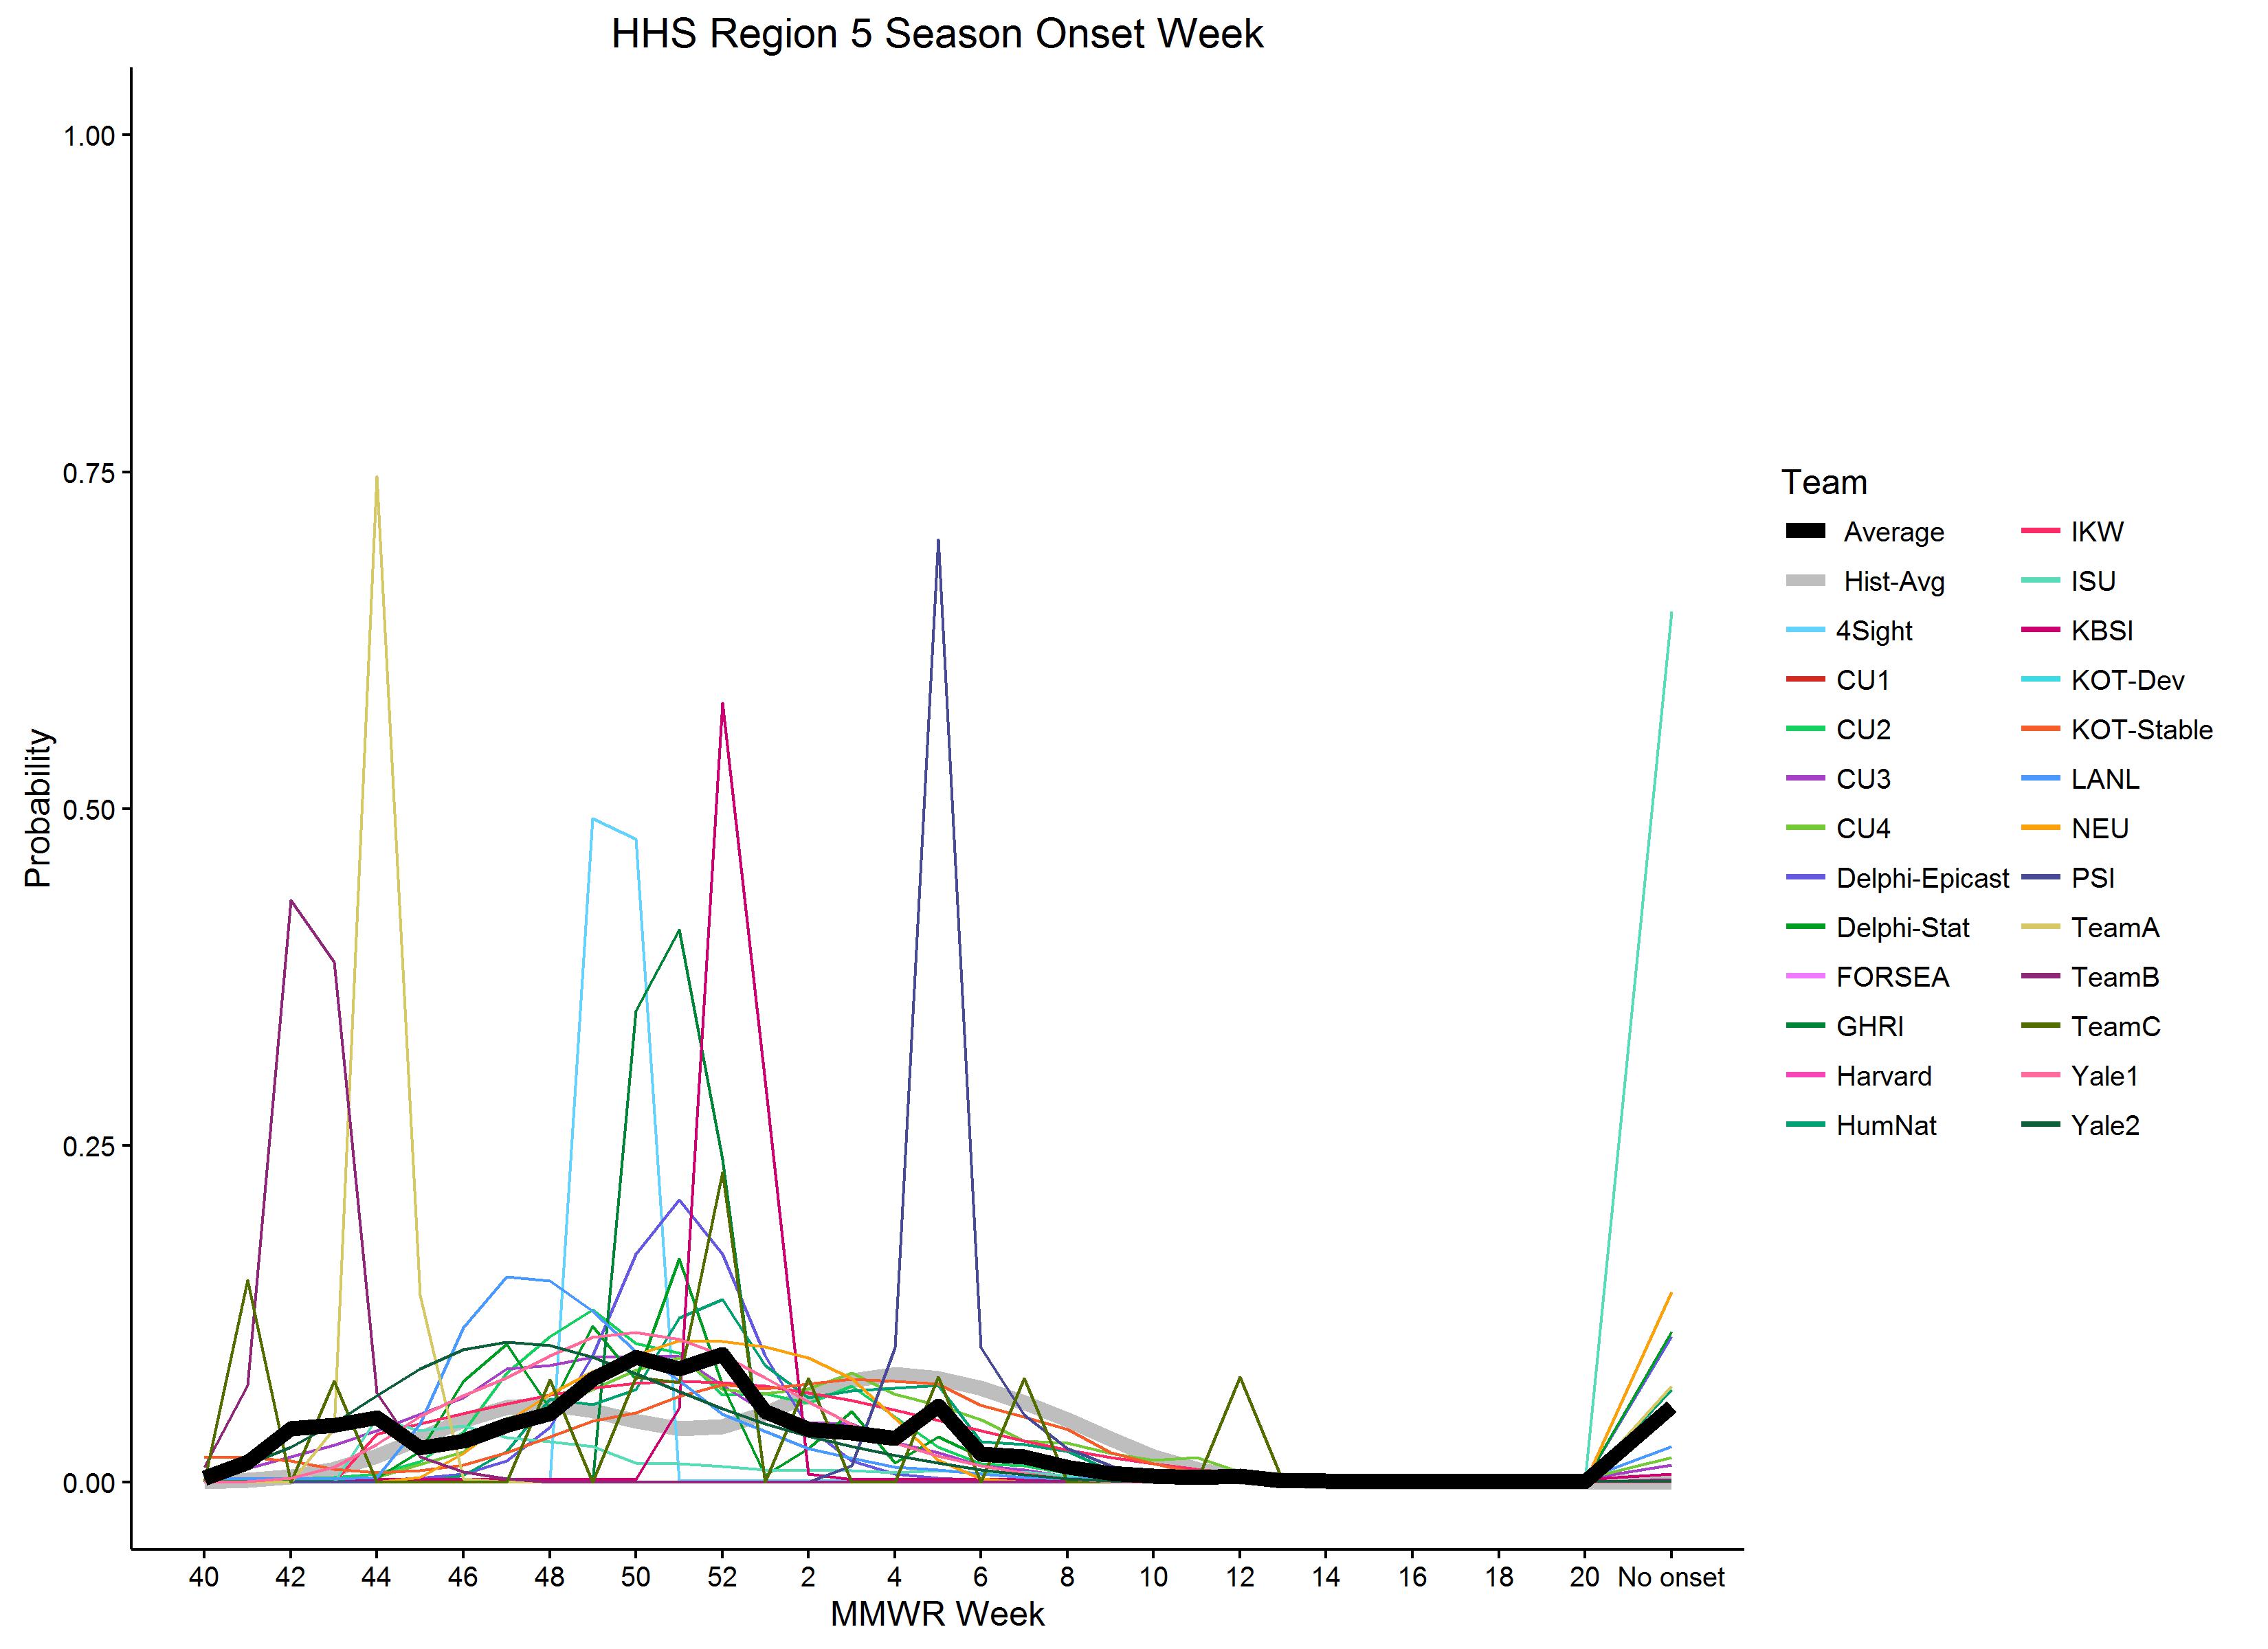 HHS Region 5 Season Onset Week
1.00
0.75
0.50
0.25
0.00
Probability
40 42 44 46 48 50 52 2 4 6 8 10 12 14 16 18 20 No onset
MMWR Week
Team
Average
Hist-Avg
4Sight
CU1
CU2
CU3
CU4
Delphi-Epicast
Delphi-Stat
FORSEA
GHRI
Harvard
HumNat
IKW
ISU
KBSI
KOT-Dev
KOT-Stable
LANL
NEU
PSI
TeamA
TeamB
TeamC
Yale1
Yale2